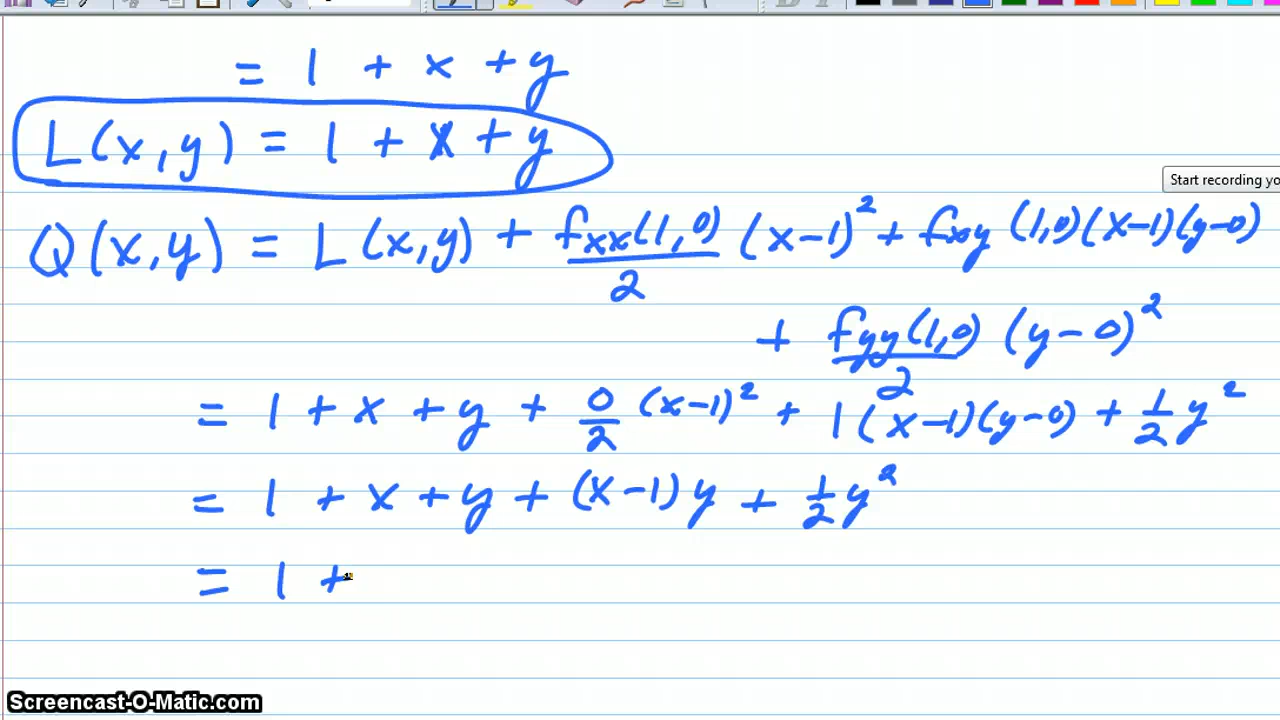 = 1 + x + y
L(x,y) = 1 + x + y
Start recording yo
Q(x,y) = L(x,y) + fxx(1,0)/2 (x-1)² + fxy (1,0)(x-1)(y-0)
+ fyy(1,0)/2 (y-0)²
= 1 + x + y + 0/2 (x-1)² + 1(x-1)(y-0) + 1/2 y²
= 1 + x + y + (x-1)y + 1/2 y²
= 1 +
Screencast-O-Matic.com